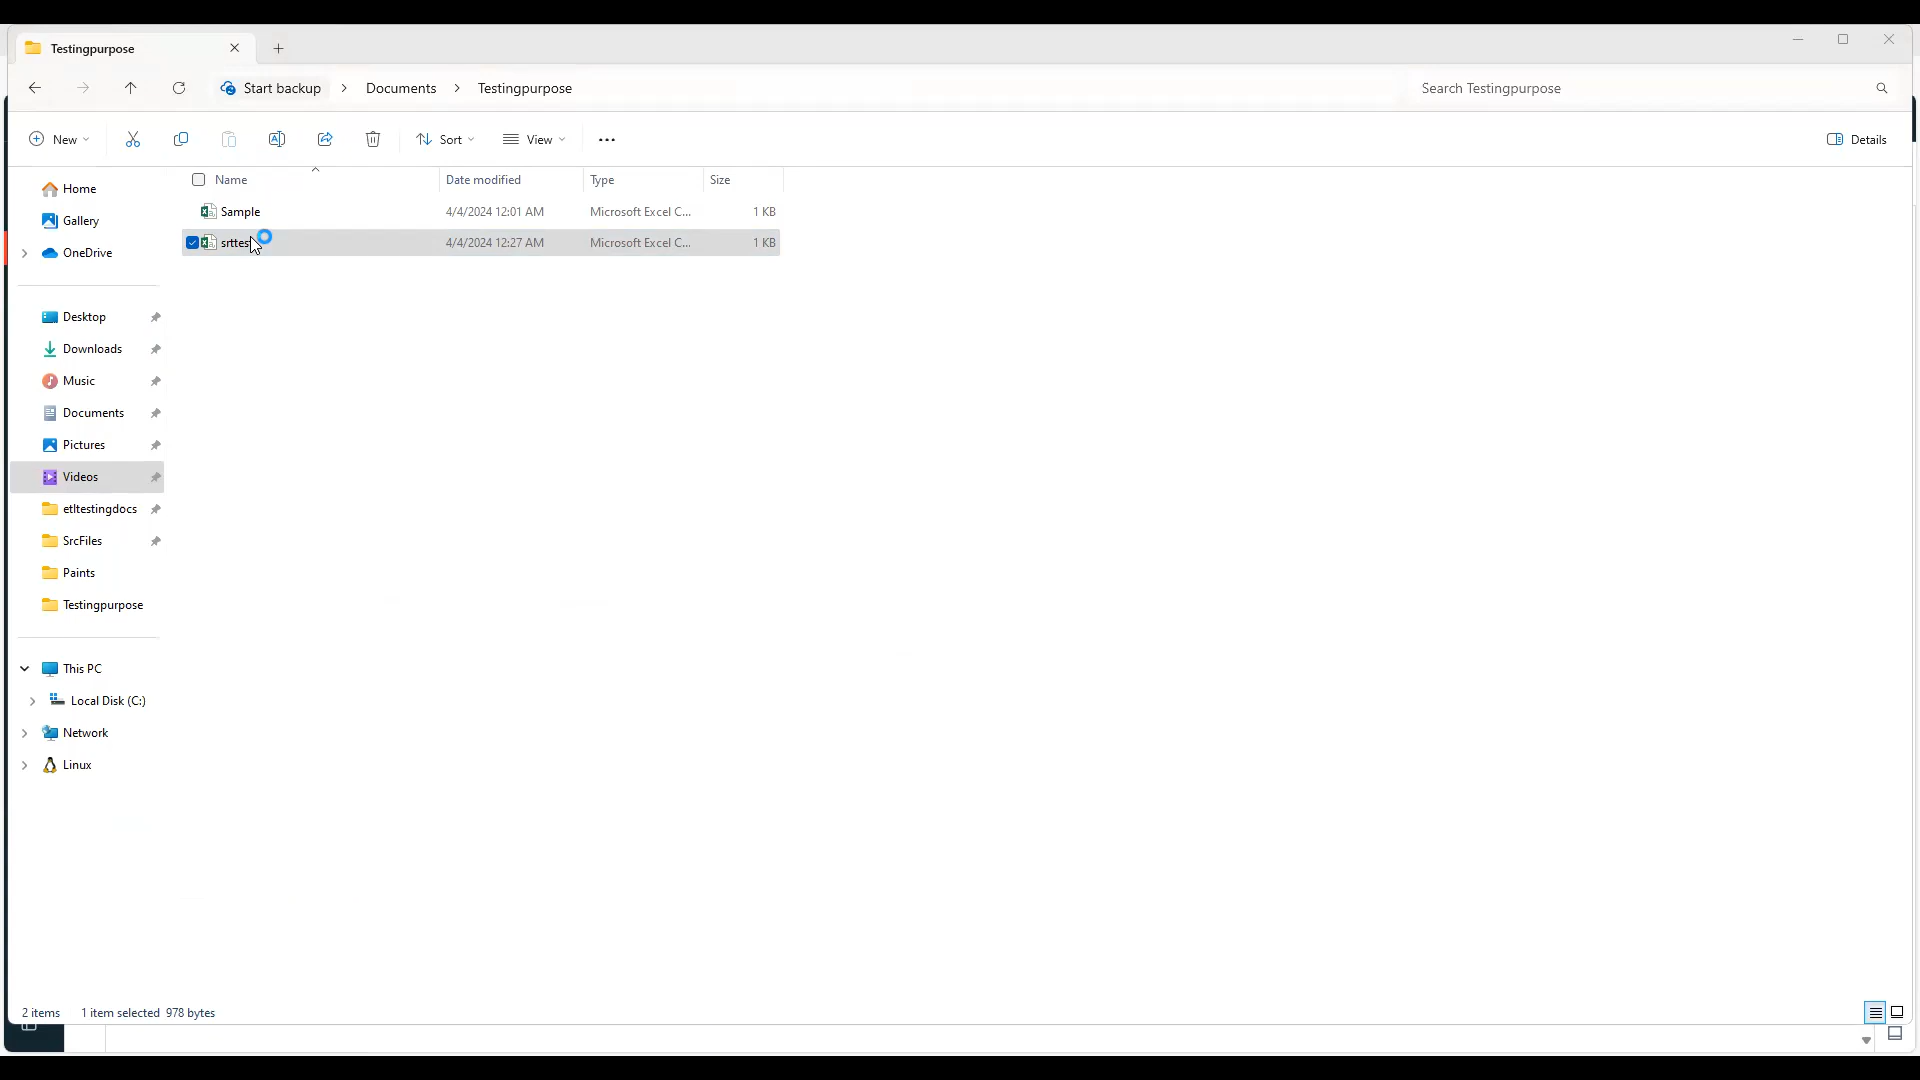 Testingpurpose
Start backup > Documents > Testingpurpose
Search Testingpurpose
New
Sort
View
Details
Name Date modified Type Size
Sample 4/4/2024 12:01 AM Microsoft Excel C... 1 KB
srttest 4/4/2024 12:27 AM Microsoft Excel C... 1 KB
Home
Gallery
OneDrive
Desktop
Downloads
Music
Documents
Pictures
Videos
etltestingdocs
SrcFiles
Paints
Testingpurpose
This PC
Local Disk (C:)
Network
Linux
2 items 1 item selected 978 bytes